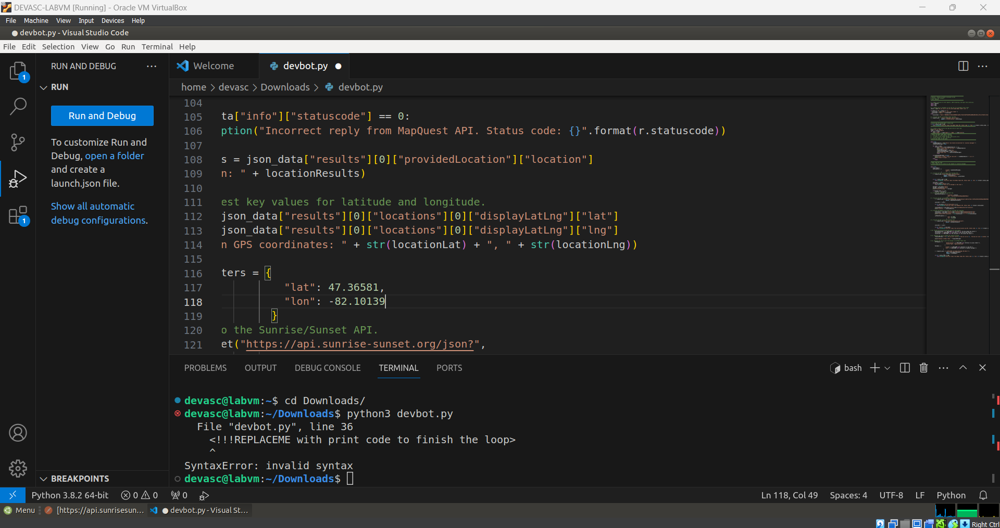 DEVASC-LABVM [Running] - Oracle VM VirtualBox
File Machine View Input Devices Help
● devbot.py - Visual Studio Code
File Edit Selection View Go Run Terminal Help
RUN AND DEBUG ···
Welcome
devbot.py ●
home > devasc > Downloads > devbot.py
RUN
Run and Debug
To customize Run and
Debug, open a folder
and create a
launch.json file.
Show all automatic
debug configurations.
BREAKPOINTS
1
1
104
105 ta["info"]["statuscode"] == 0:
106 ption("Incorrect reply from MapQuest API. Status code: {}".format(r.statuscode))
107
108 s = json_data["results"][0]["providedLocation"]["location"]
109 n: " + locationResults)
110
111 est key values for latitude and longitude.
112 json_data["results"][0]["locations"][0]["displayLatLng"]["lat"]
113 json_data["results"][0]["locations"][0]["displayLatLng"]["lng"]
114 n GPS coordinates: " + str(locationLat) + ", " + str(locationLng))
115
116 ters = {
117 "lat": 47.36581,
118 "lon": -82.10139
119 }
120 o the Sunrise/Sunset API.
121 et("https://api.sunrise-sunset.org/json?",
PROBLEMS OUTPUT DEBUG CONSOLE TERMINAL PORTS
bash
devasc@labvm:~$ cd Downloads/
devasc@labvm:~/Downloads$ python3 devbot.py
File "devbot.py", line 36
<!!!REPLACEME with print code to finish the loop>
^
SyntaxError: invalid syntax
devasc@labvm:~/Downloads$
Python 3.8.2 64-bit 0 0 0
Ln 118, Col 49 Spaces: 4 UTF-8 LF Python
Menu [https://api.sunrisesun... ● devbot.py - Visual St...
Right Ctrl